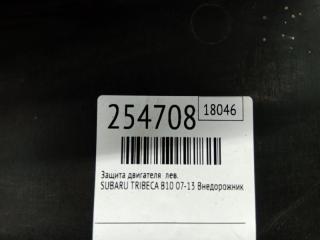 254708 18046
Защита двигателя лев.
SUBARU TRIBECA B10 07-13 Внедорожник